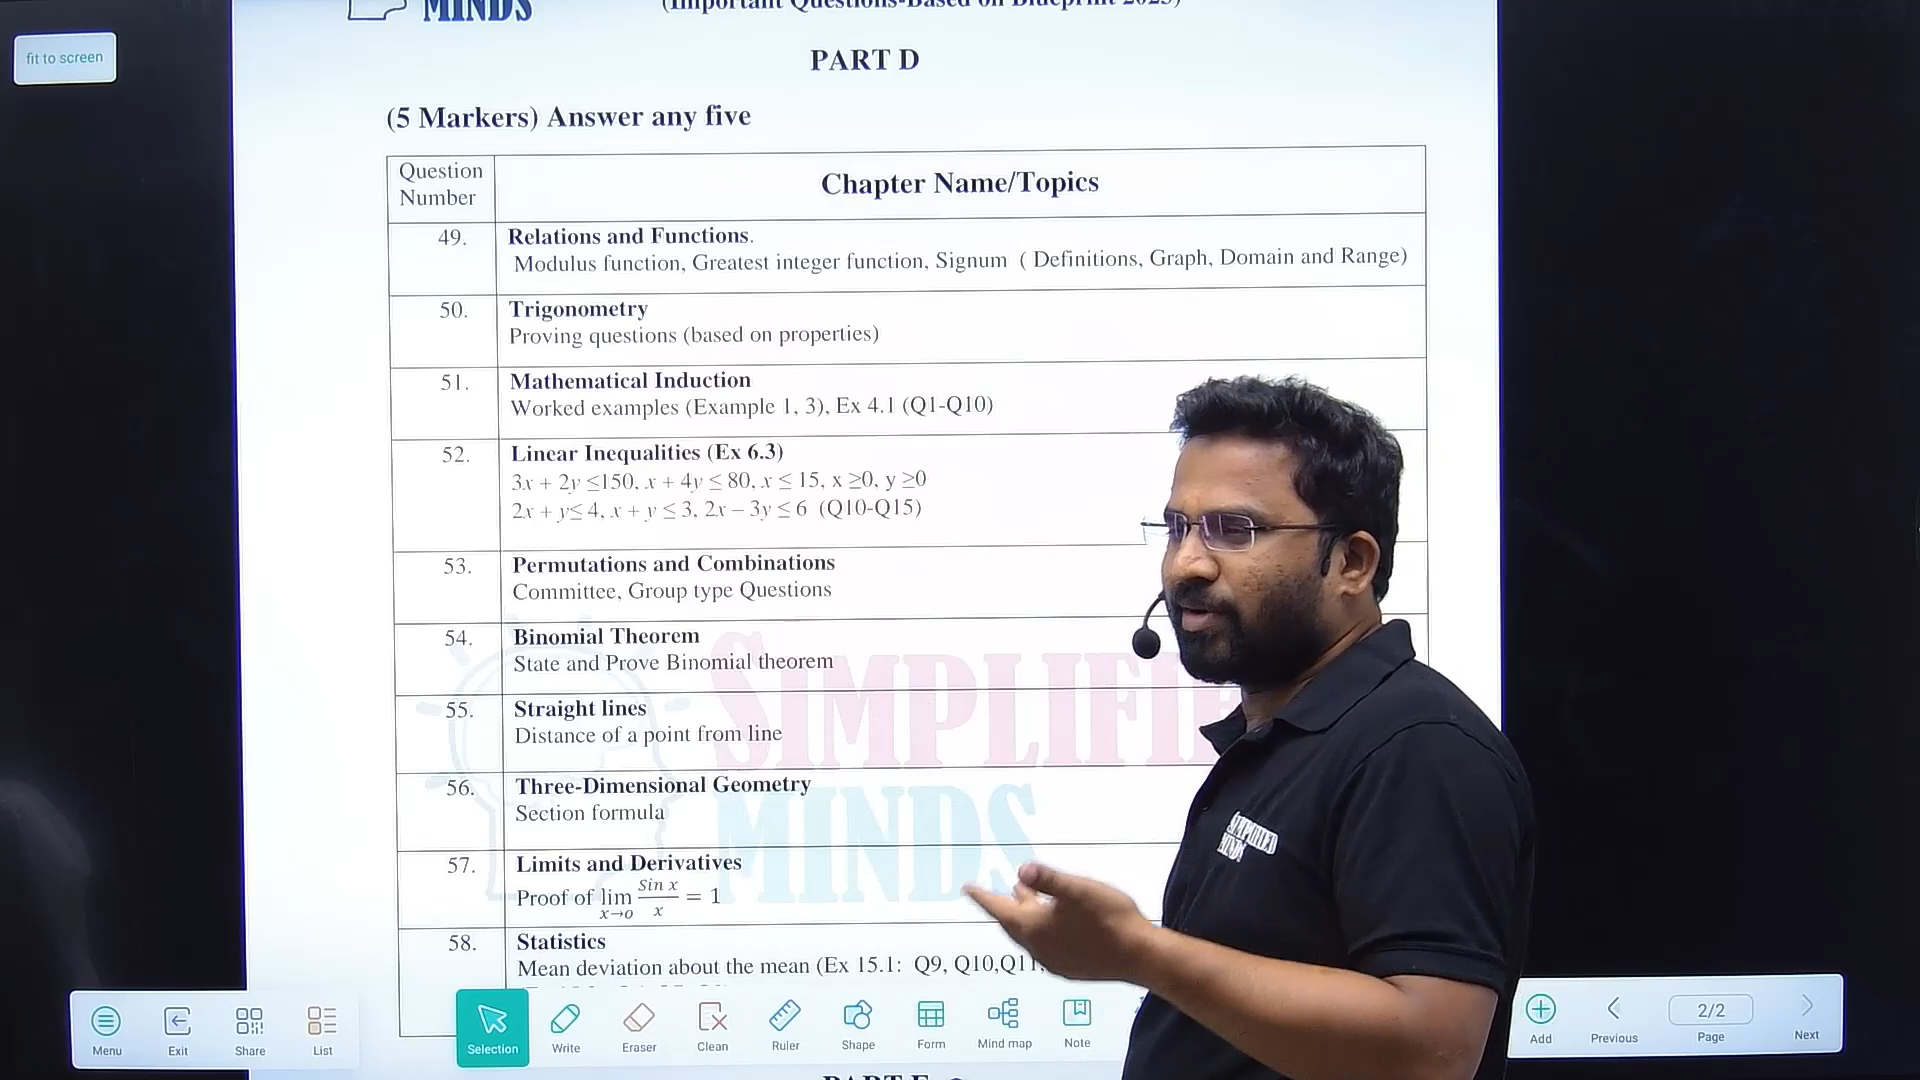 MINDS
(Important Questions-Based on Blueprint 2023)
fit to screen
PART D
(5 Markers) Answer any five
Question Number
Chapter Name/Topics
49.
Relations and Functions.
Modulus function, Greatest integer function, Signum ( Definitions, Graph, Domain and Range)
50.
Trigonometry
Proving questions (based on properties)
51.
Mathematical Induction
Worked examples (Example 1, 3), Ex 4.1 (Q1-Q10)
52.
Linear Inequalities (Ex 6.3)
3x + 2y ≤150, x + 4y ≤ 80, x ≤ 15, x ≥0, y ≥0
2x + y≤ 4, x + y ≤ 3, 2x – 3y ≤ 6 (Q10-Q15)
53.
Permutations and Combinations
Committee, Group type Questions
54.
Binomial Theorem
State and Prove Binomial theorem
55.
Straight lines
Distance of a point from line
56.
Three-Dimensional Geometry
Section formula
57.
Limits and Derivatives
Proof of lim x→o Sin x / x = 1
58.
Statistics
Mean deviation about the mean (Ex 15.1: Q9, Q10,Q11,
SIMPLIFIE
MINDS
SIMPLIFIED
MINDS
Menu
Exit
Share
List
Selection
Write
Eraser
Clean
Ruler
Shape
Form
Mind map
Note
Add
Previous
2/2
Page
Next